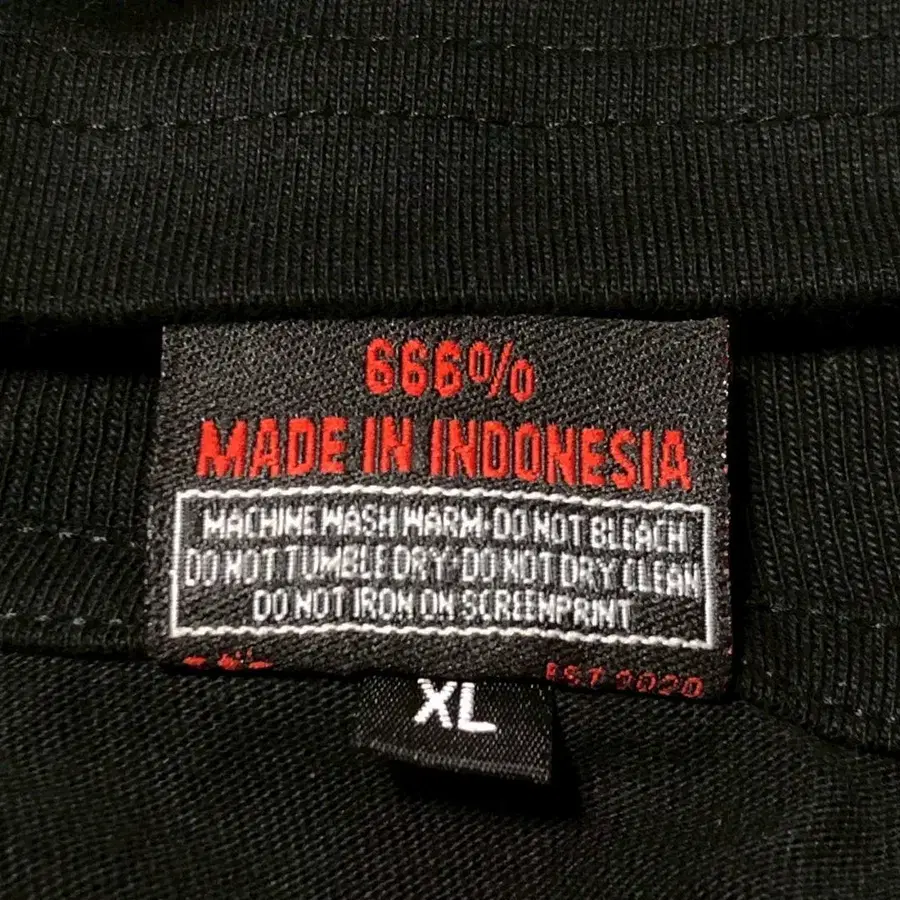 666%
MADE IN INDONESIA
MACHINE WASH WARM·DO NOT BLEACH
DO NOT TUMBLE DRY·DO NOT DRY CLEAN
DO NOT IRON ON SCREENPRINT
XL